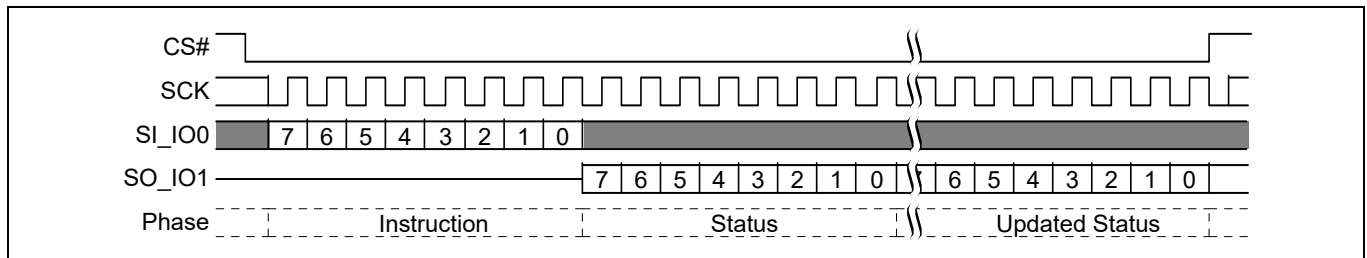 CS#
SCK
SI_IO0 7 6 5 4 3 2 1 0
SO_IO1 7 6 5 4 3 2 1 0 6 5 4 3 2 1 0
Phase Instruction Status Updated Status